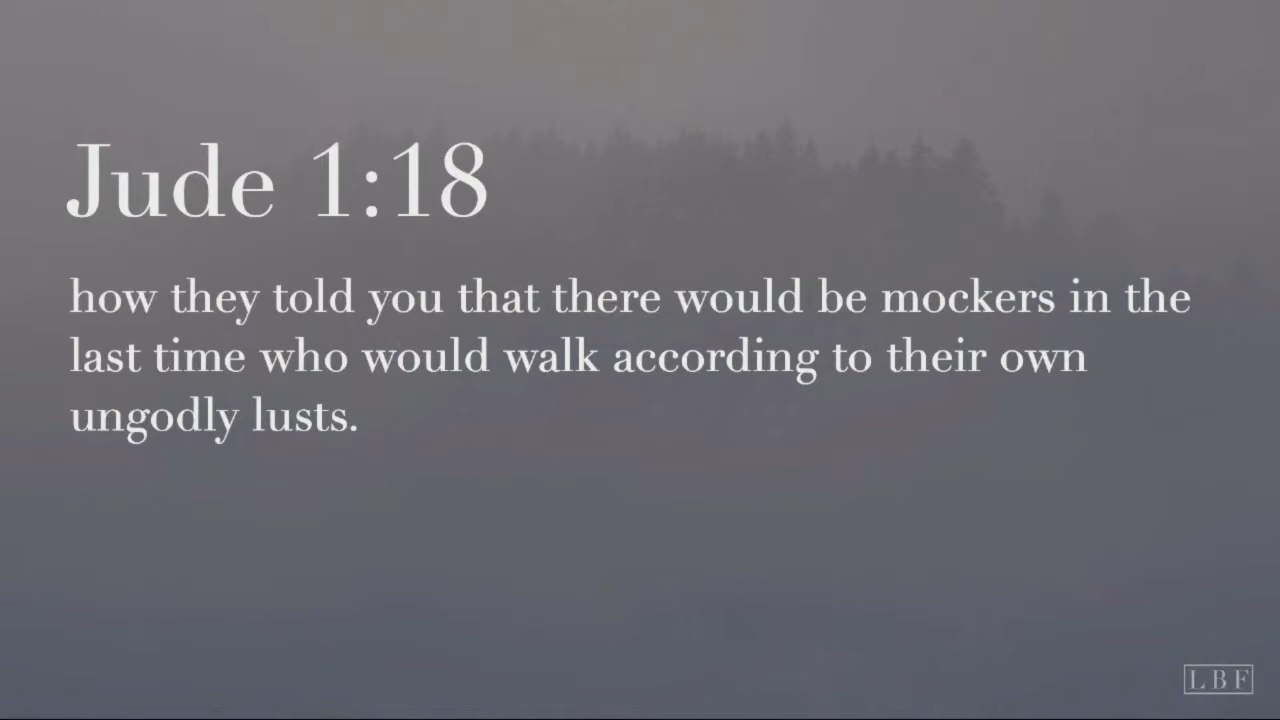 Jude 1:18
how they told you that there would be mockers in the
last time who would walk according to their own
ungodly lusts.
LBF